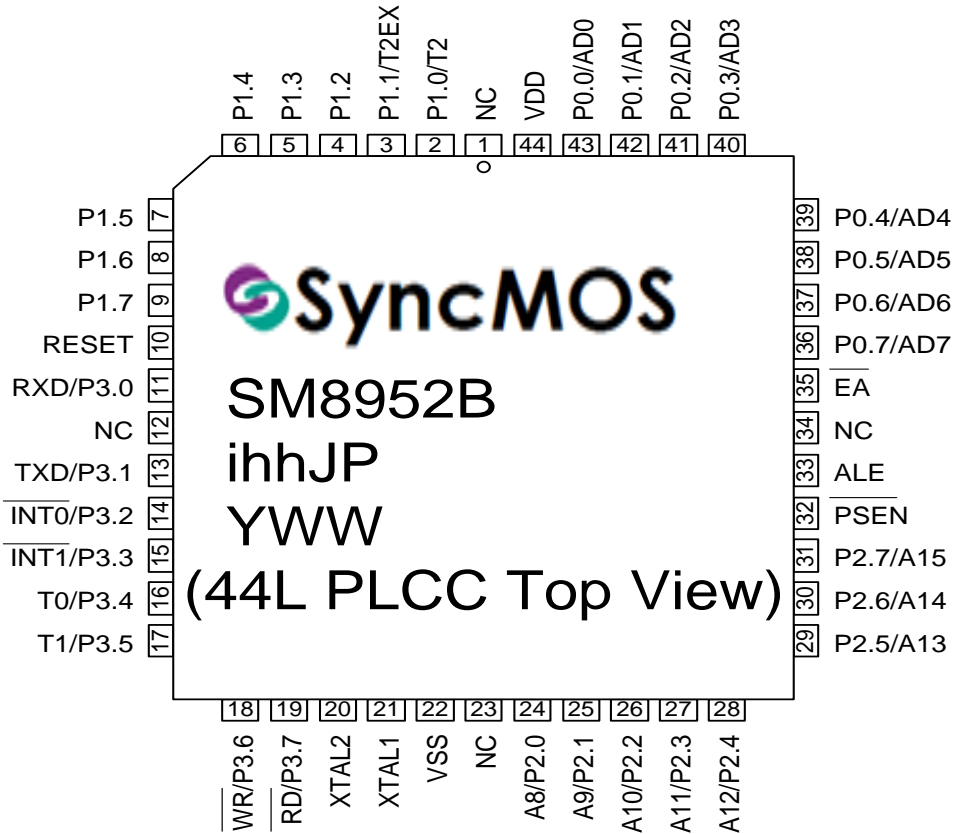 P1.4
P1.3
P1.2
P1.1/T2EX
P1.0/T2
NC
VDD
P0.0/AD0
P0.1/AD1
P0.2/AD2
P0.3/AD3
6 5 4 3 2 1 44 43 42 41 40
P1.5 7
P1.6 8
P1.7 9
RESET 10
RXD/P3.0 11
NC 12
TXD/P3.1 13
INT0/P3.2 14
INT1/P3.3 15
T0/P3.4 16
T1/P3.5 17
SyncMOS
SM8952B
ihhJP
YWW
(44L PLCC Top View)
39 P0.4/AD4
38 P0.5/AD5
37 P0.6/AD6
36 P0.7/AD7
35 EA
34 NC
33 ALE
32 PSEN
31 P2.7/A15
30 P2.6/A14
29 P2.5/A13
18 19 20 21 22 23 24 25 26 27 28
WR/P3.6
RD/P3.7
XTAL2
XTAL1
VSS
NC
A8/P2.0
A9/P2.1
A10/P2.2
A11/P2.3
A12/P2.4